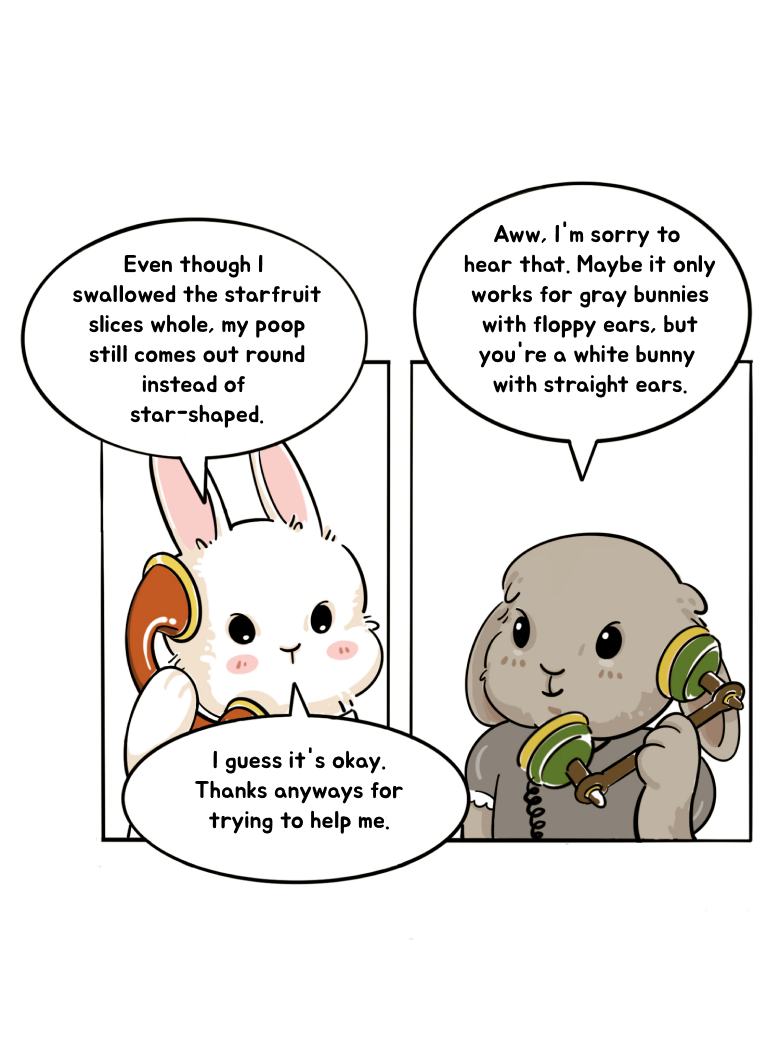 Even though I
swallowed the starfruit
slices whole, my poop
still comes out round
instead of
star-shaped.
Aww, I'm sorry to
hear that. Maybe it only
works for gray bunnies
with floppy ears, but
you're a white bunny
with straight ears.
I guess it's okay.
Thanks anyways for
trying to help me.